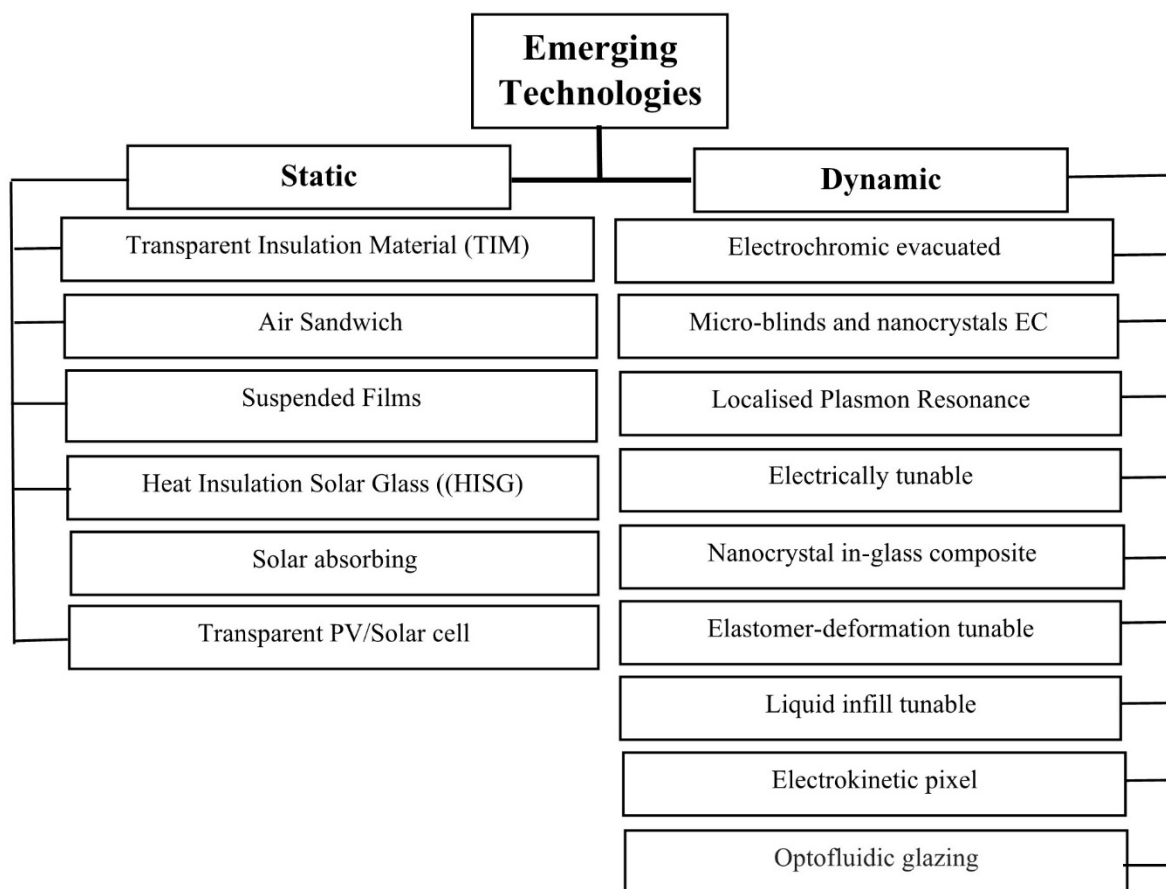 Emerging
Technologies
Static
Transparent Insulation Material (TIM)
Air Sandwich
Suspended Films
Heat Insulation Solar Glass ((HISG)
Solar absorbing
Transparent PV/Solar cell
Dynamic
Electrochromic evacuated
Micro-blinds and nanocrystals EC
Localised Plasmon Resonance
Electrically tunable
Nanocrystal in-glass composite
Elastomer-deformation tunable
Liquid infill tunable
Electrokinetic pixel
Optofluidic glazing